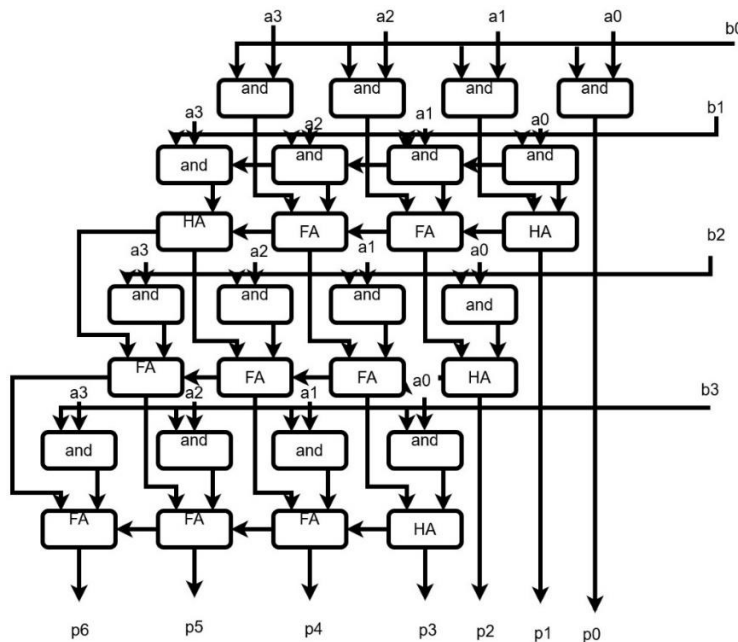 a3 a2 a1 a0
b0
and and and and
a3 a2 a1 a0 b1
and and and and
HA FA FA HA
a3 a2 a1 a0 b2
and and and and
FA FA FA HA
a3 a2 a1 a0 b3
and and and and
FA FA FA HA
p6 p5 p4 p3 p2 p1 p0